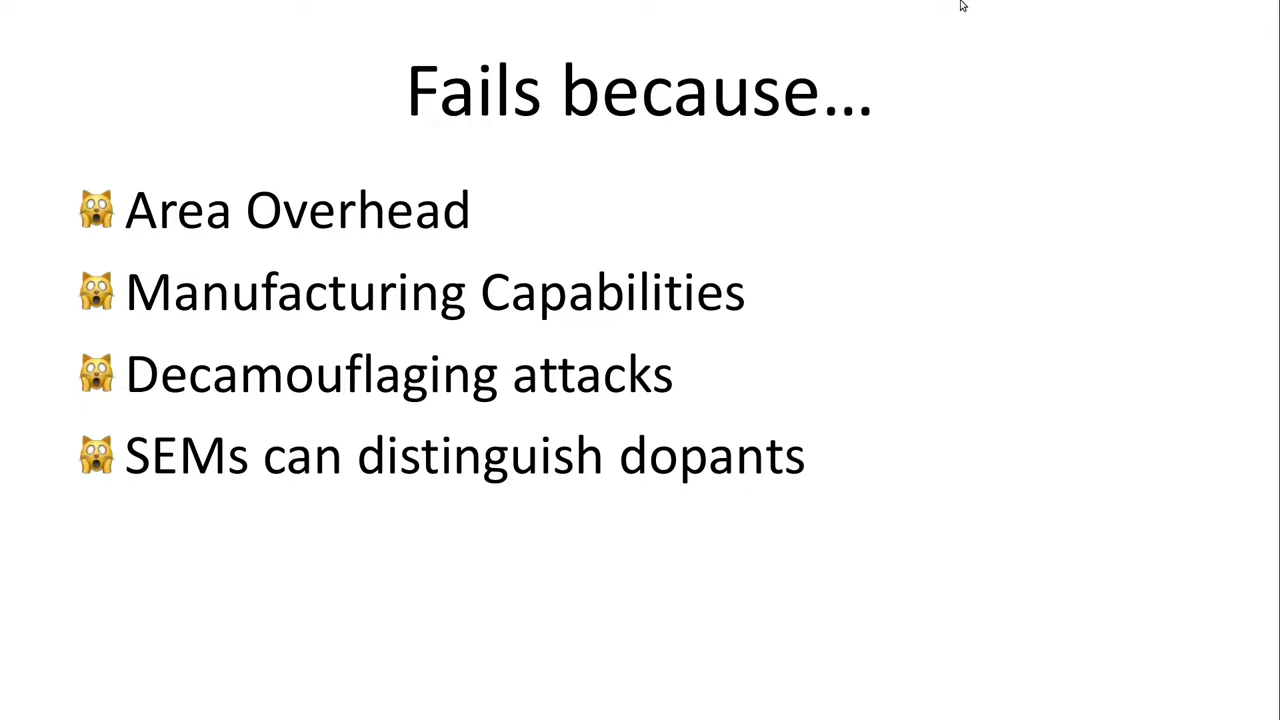 Fails because...
Area Overhead
Manufacturing Capabilities
Decamouflaging attacks
SEMs can distinguish dopants